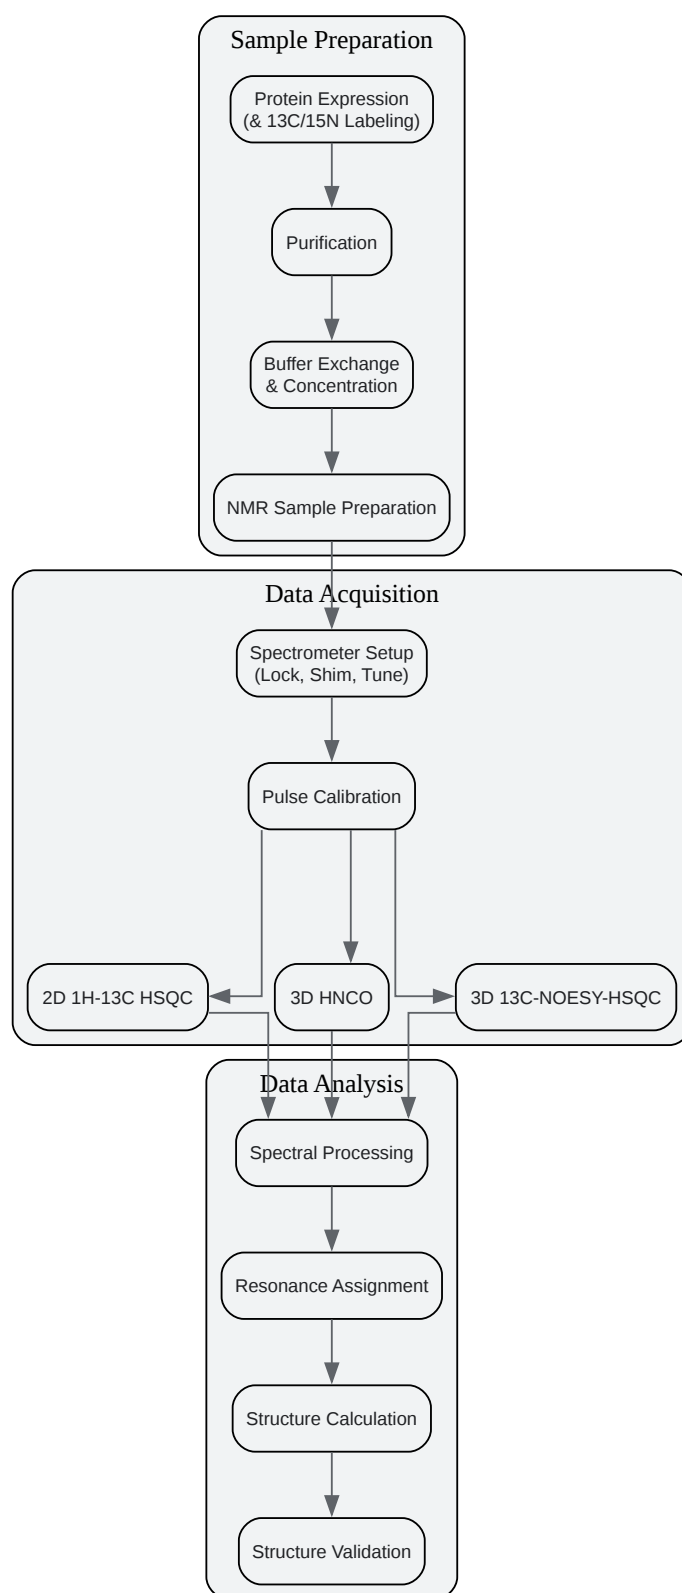 Sample Preparation
Protein Expression
(& 13C/15N Labeling)
Purification
Buffer Exchange
& Concentration
NMR Sample Preparation
Data Acquisition
Spectrometer Setup
(Lock, Shim, Tune)
Pulse Calibration
2D 1H-13C HSQC
3D HNCO
3D 13C-NOESY-HSQC
Data Analysis
Spectral Processing
Resonance Assignment
Structure Calculation
Structure Validation